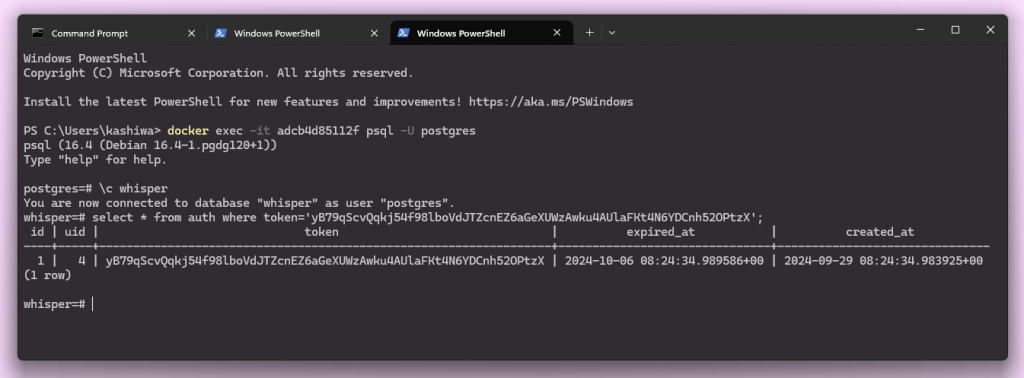 Command Prompt
Windows PowerShell
Windows PowerShell
Windows PowerShell
Copyright (C) Microsoft Corporation. All rights reserved.
Install the latest PowerShell for new features and improvements! https://aka.ms/PSWindows
PS C:\Users\kashiwa> docker exec -it adcb4d85112f psql -U postgres
psql (16.4 (Debian 16.4-1.pgdg120+1))
Type "help" for help.
postgres=# \c whisper
You are now connected to database "whisper" as user "postgres".
whisper=# select * from auth where token='yB79qScvQqkj54f98lboVdJTZcnEZ6aGeXUWzAwku4AUlaFKt4N6YDCnh52OPtzX';
id | uid | token | expired_at | created_at
----+-----+------------------------------------------------------------------+-------------------------------+-------------------------------
1 | 4 | yB79qScvQqkj54f98lboVdJTZcnEZ6aGeXUWzAwku4AUlaFKt4N6YDCnh52OPtzX | 2024-10-06 08:24:34.989586+00 | 2024-09-29 08:24:34.983925+00
(1 row)
whisper=#